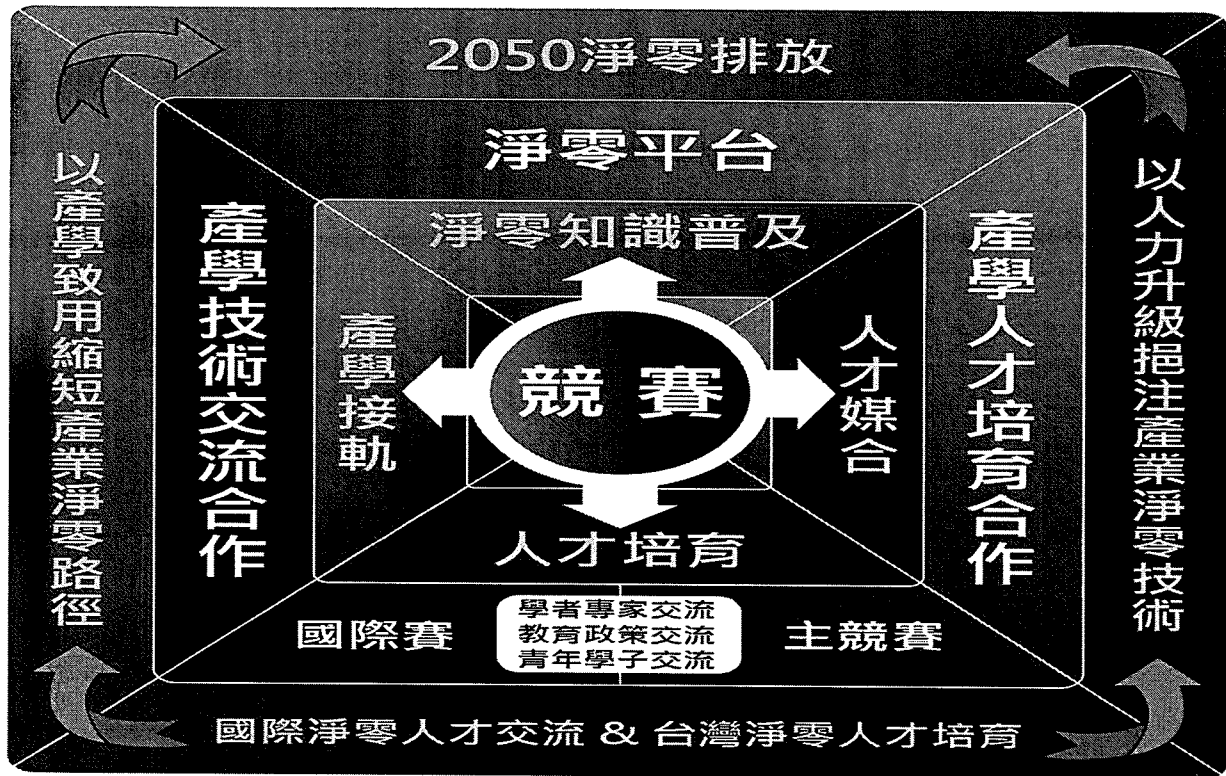 2050淨零排放
淨零平台
淨零知識普及
以產學致用縮短產業淨零路徑
產學技術交流合作
產學接軌
競賽
人才媒合
產學人才培育合作
以人力升級挹注產業淨零技術
人才培育
國際賽
學者專家交流
教育政策交流
青年學子交流
主競賽
國際淨零人才交流 & 台灣淨零人才培育